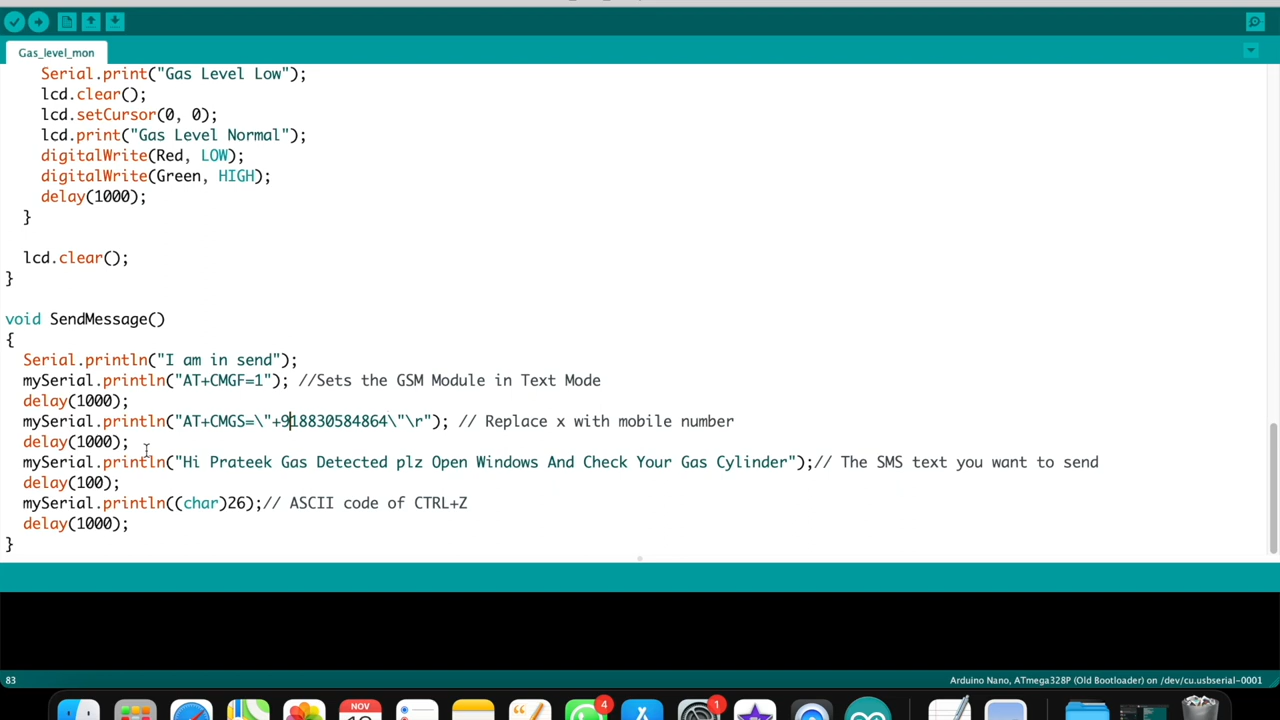 Gas_level_mon
Serial.print("Gas Level Low");
lcd.clear();
lcd.setCursor(0, 0);
lcd.print("Gas Level Normal");
digitalWrite(Red, LOW);
digitalWrite(Green, HIGH);
delay(1000);
}
lcd.clear();
}
void SendMessage()
{
Serial.println("I am in send");
mySerial.println("AT+CMGF=1"); //Sets the GSM Module in Text Mode
delay(1000);
mySerial.println("AT+CMGS=\"+918830584864\"\r"); // Replace x with mobile number
delay(1000);
mySerial.println("Hi Prateek Gas Detected plz Open Windows And Check Your Gas Cylinder");// The SMS text you want to send
delay(100);
mySerial.println((char)26);// ASCII code of CTRL+Z
delay(1000);
}
83
Arduino Nano, ATmega328P (Old Bootloader) on /dev/cu.usbserial-0001
NOV
4
1